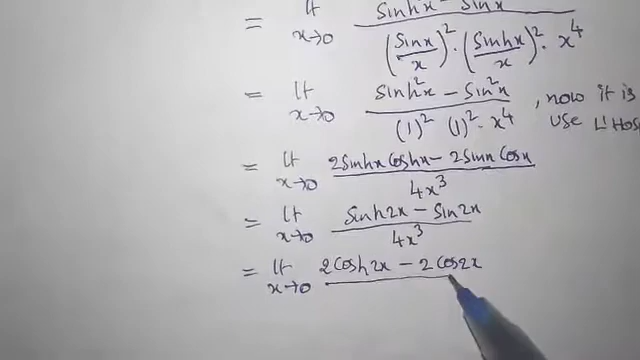 = lt x→0 Sinh²x - Sin²x / (Sinx/x)² · (Sinhx/x)² · x⁴
= lt x→0 Sinh²x - Sin²x / (1)² (1)² · x⁴ , now it is
use L'Hos
= lt x→0 2Sinhx Coshx - 2Sinx Cosx / 4x³
= lt x→0 Sinh2x - Sin2x / 4x³
= lt x→0 2Cosh2x - 2Cos2x